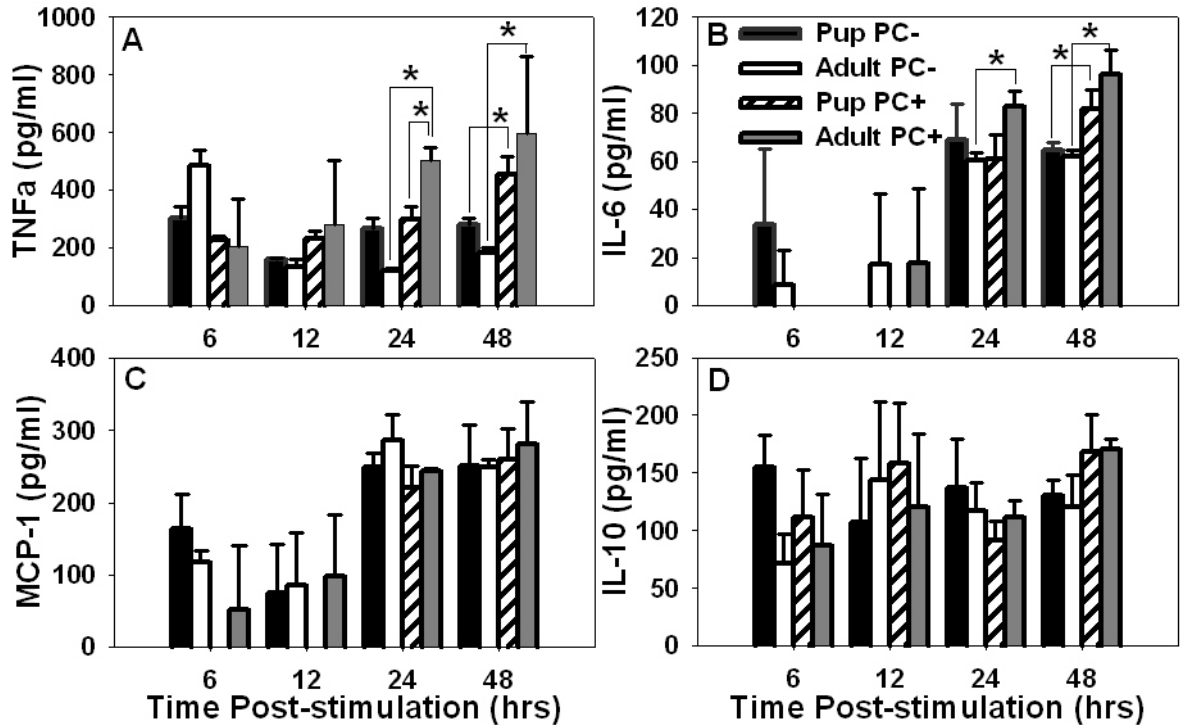 A
TNFa (pg/ml)
1000
800
600
400
200
0
* * * *
6 12 24 48
B
IL-6 (pg/ml)
120
100
80
60
40
20
0
Pup PC-
Adult PC-
Pup PC+
Adult PC+
* * *
6 12 24 48
C
MCP-1 (pg/ml)
400
300
200
100
0
6 12 24 48
Time Post-stimulation (hrs)
D
IL-10 (pg/ml)
250
200
150
100
50
0
6 12 24 48
Time Post-stimulation (hrs)